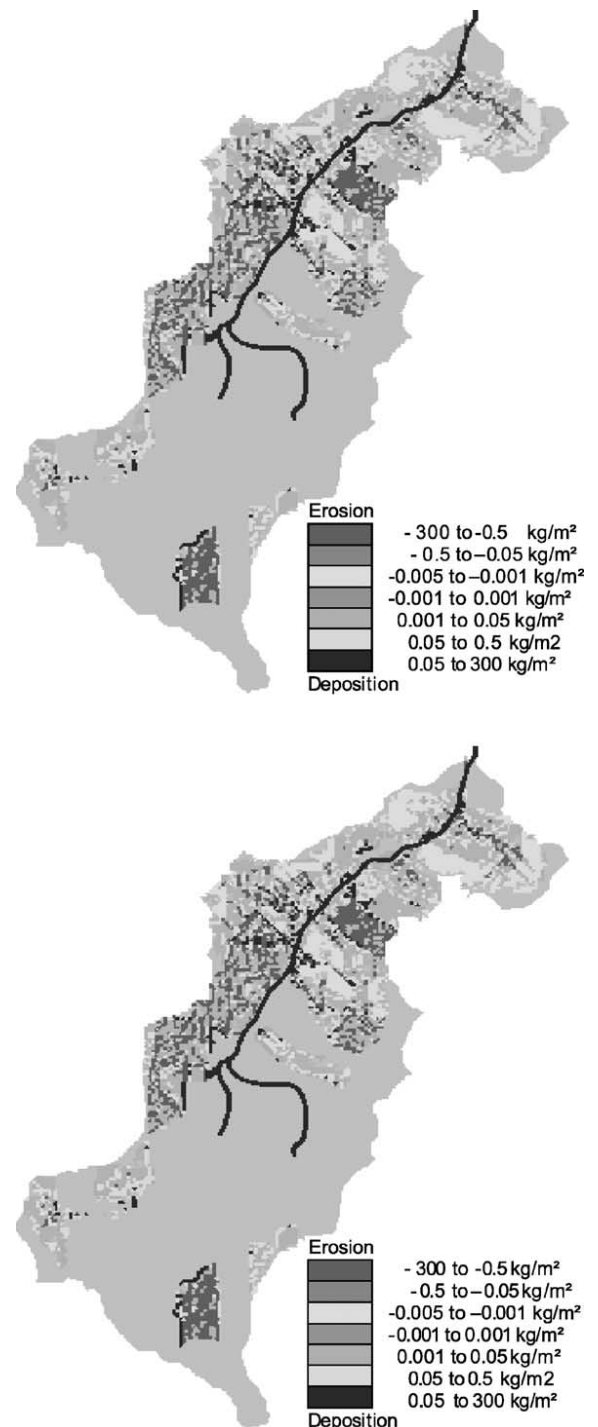 Erosion
- 300 to -0.5 kg/m²
- 0.5 to –0.05 kg/m²
-0.005 to –0.001 kg/m²
-0.001 to 0.001 kg/m²
0.001 to 0.05 kg/m²
0.05 to 0.5 kg/m2
0.05 to 300 kg/m²
Deposition
Erosion
- 300 to -0.5 kg/m²
- 0.5 to –0.05 kg/m²
-0.005 to –0.001 kg/m²
-0.001 to 0.001 kg/m²
0.001 to 0.05 kg/m²
0.05 to 0.5 kg/m2
0.05 to 300 kg/m²
Deposition